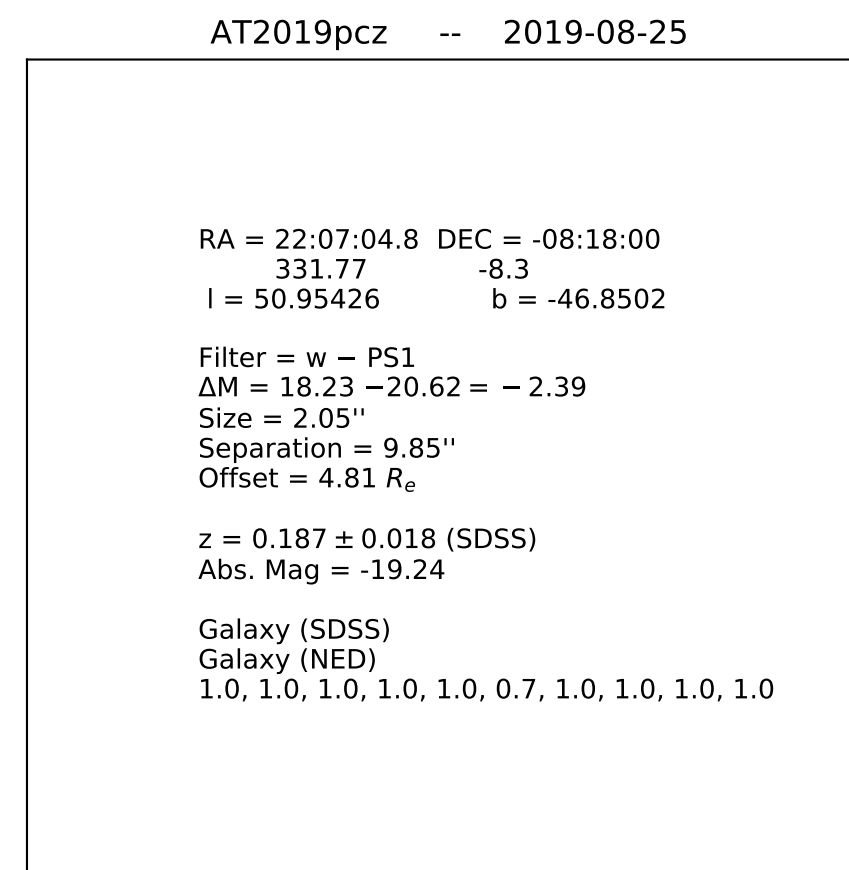 AT2019pcz -- 2019-08-25
RA = 22:07:04.8 DEC = -08:18:00
331.77 -8.3
l = 50.95426 b = -46.8502
Filter = w − PS1
ΔM = 18.23 −20.62 = −2.39
Size = 2.05''
Separation = 9.85''
Offset = 4.81 Rₑ
z = 0.187 ± 0.018 (SDSS)
Abs. Mag = -19.24
Galaxy (SDSS)
Galaxy (NED)
1.0, 1.0, 1.0, 1.0, 1.0, 0.7, 1.0, 1.0, 1.0, 1.0